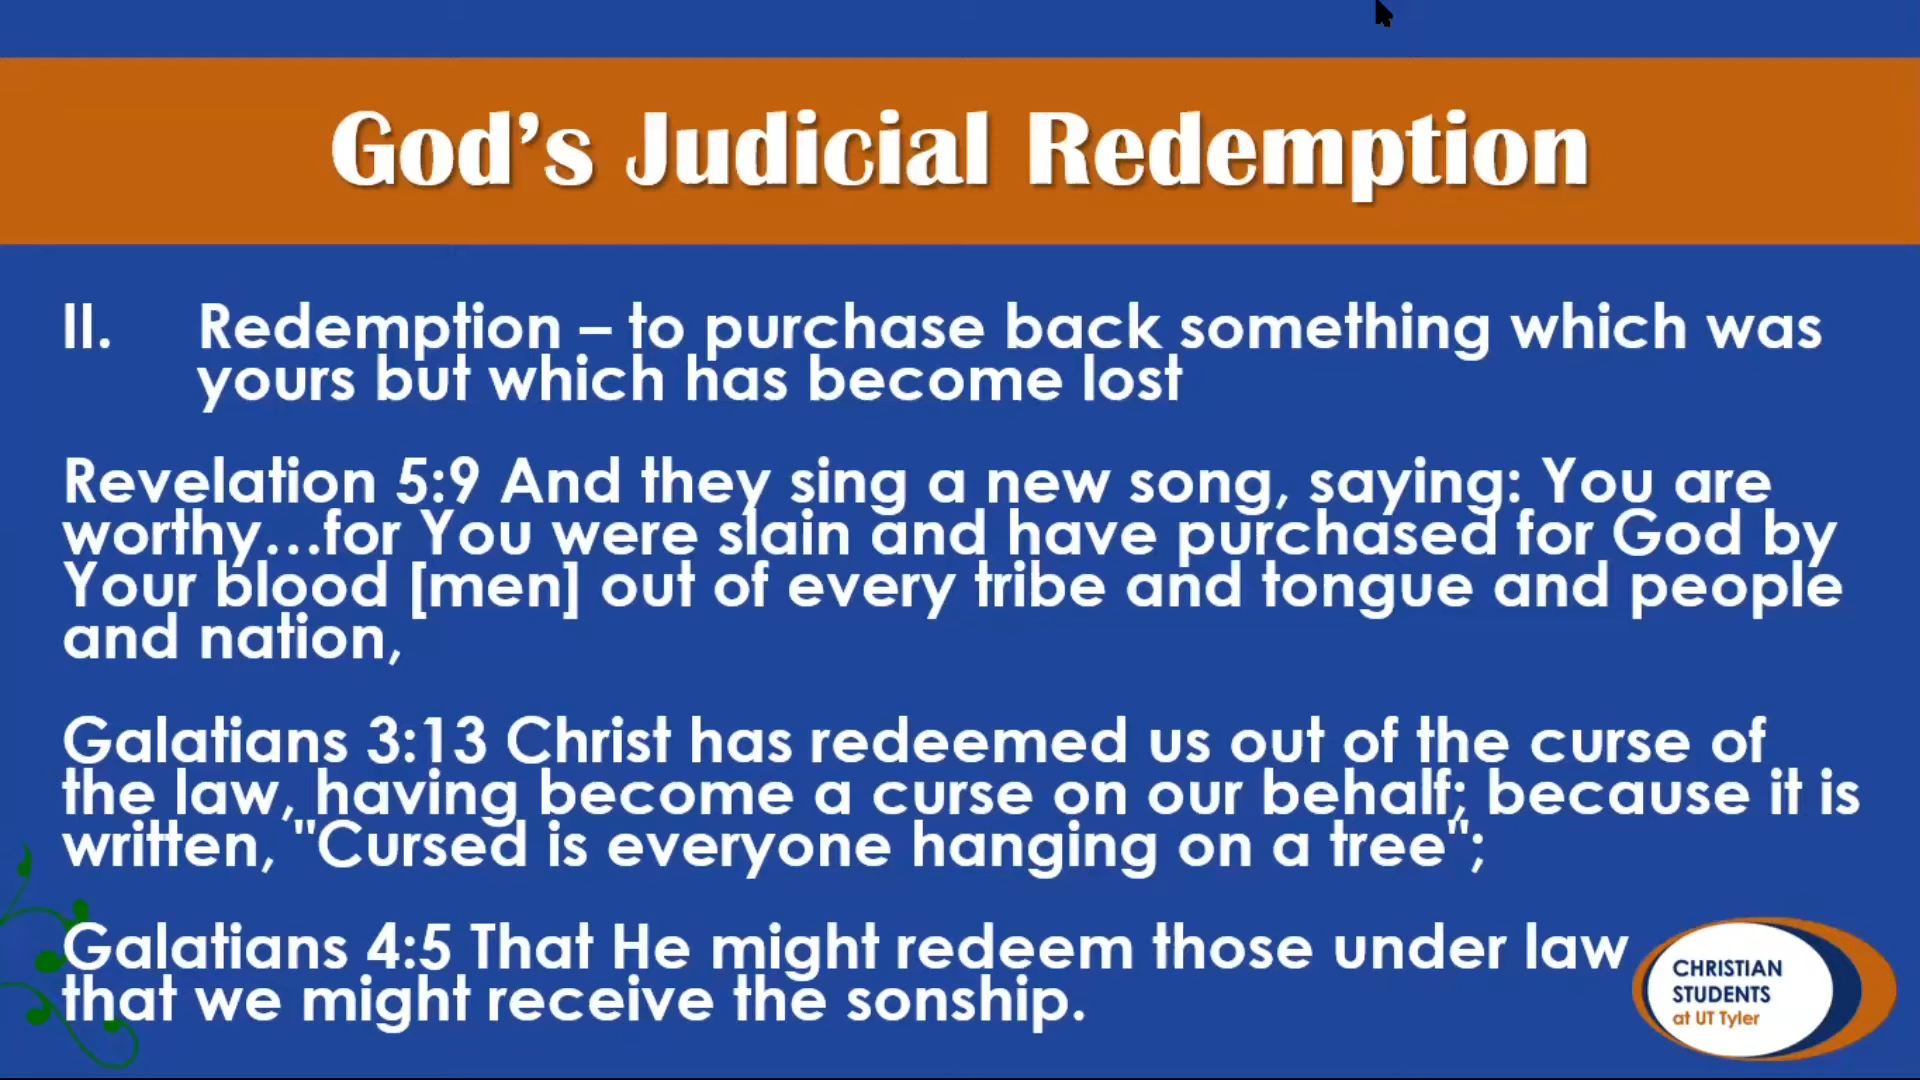 God’s Judicial Redemption
II. Redemption – to purchase back something which was
yours but which has become lost
Revelation 5:9 And they sing a new song, saying: You are
worthy…for You were slain and have purchased for God by
Your blood [men] out of every tribe and tongue and people
and nation,
Galatians 3:13 Christ has redeemed us out of the curse of
the law, having become a curse on our behalf; because it is
written, "Cursed is everyone hanging on a tree";
Galatians 4:5 That He might redeem those under law
that we might receive the sonship.
CHRISTIAN
STUDENTS
at UT Tyler